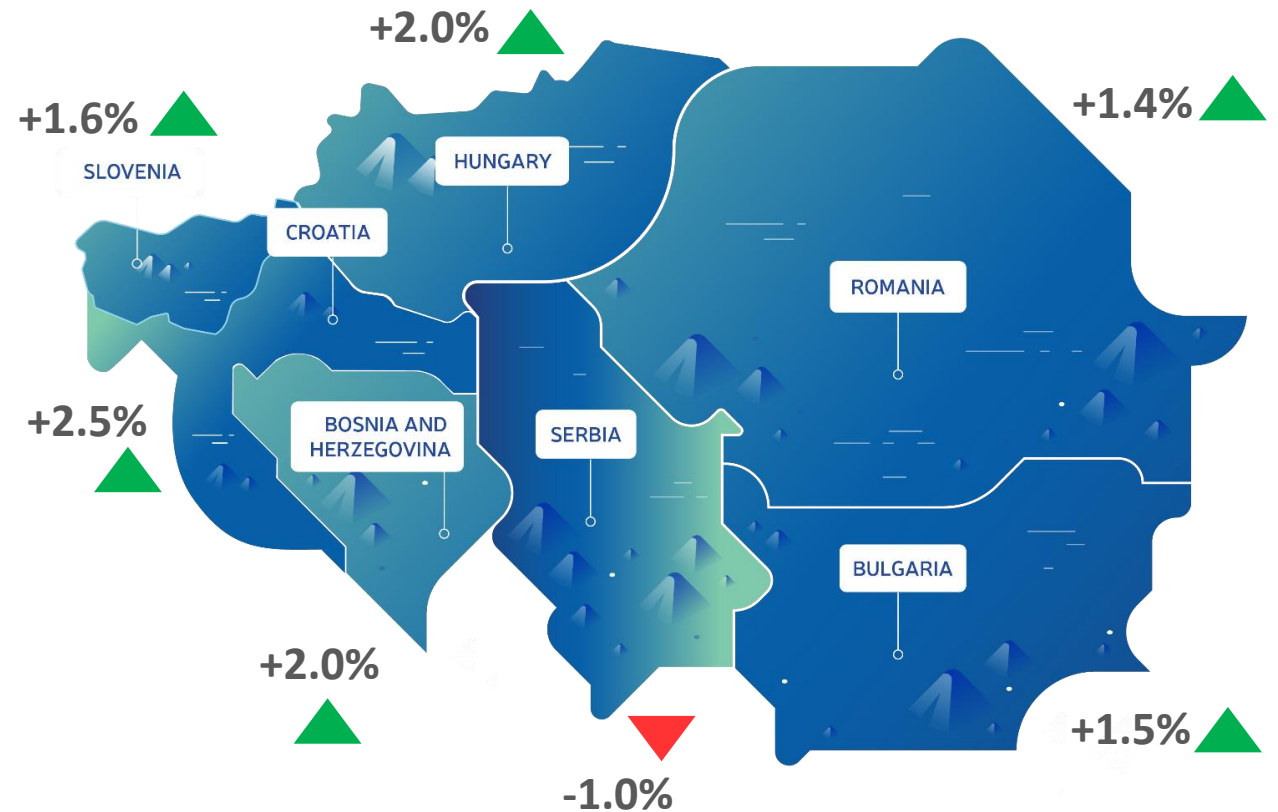 +2.0%
+1.4%
+1.6%
HUNGARY
SLOVENIA
CROATIA
ROMANIA
+2.5%
BOSNIA AND
HERZEGOVINA
SERBIA
BULGARIA
+2.0%
+1.5%
-1.0%